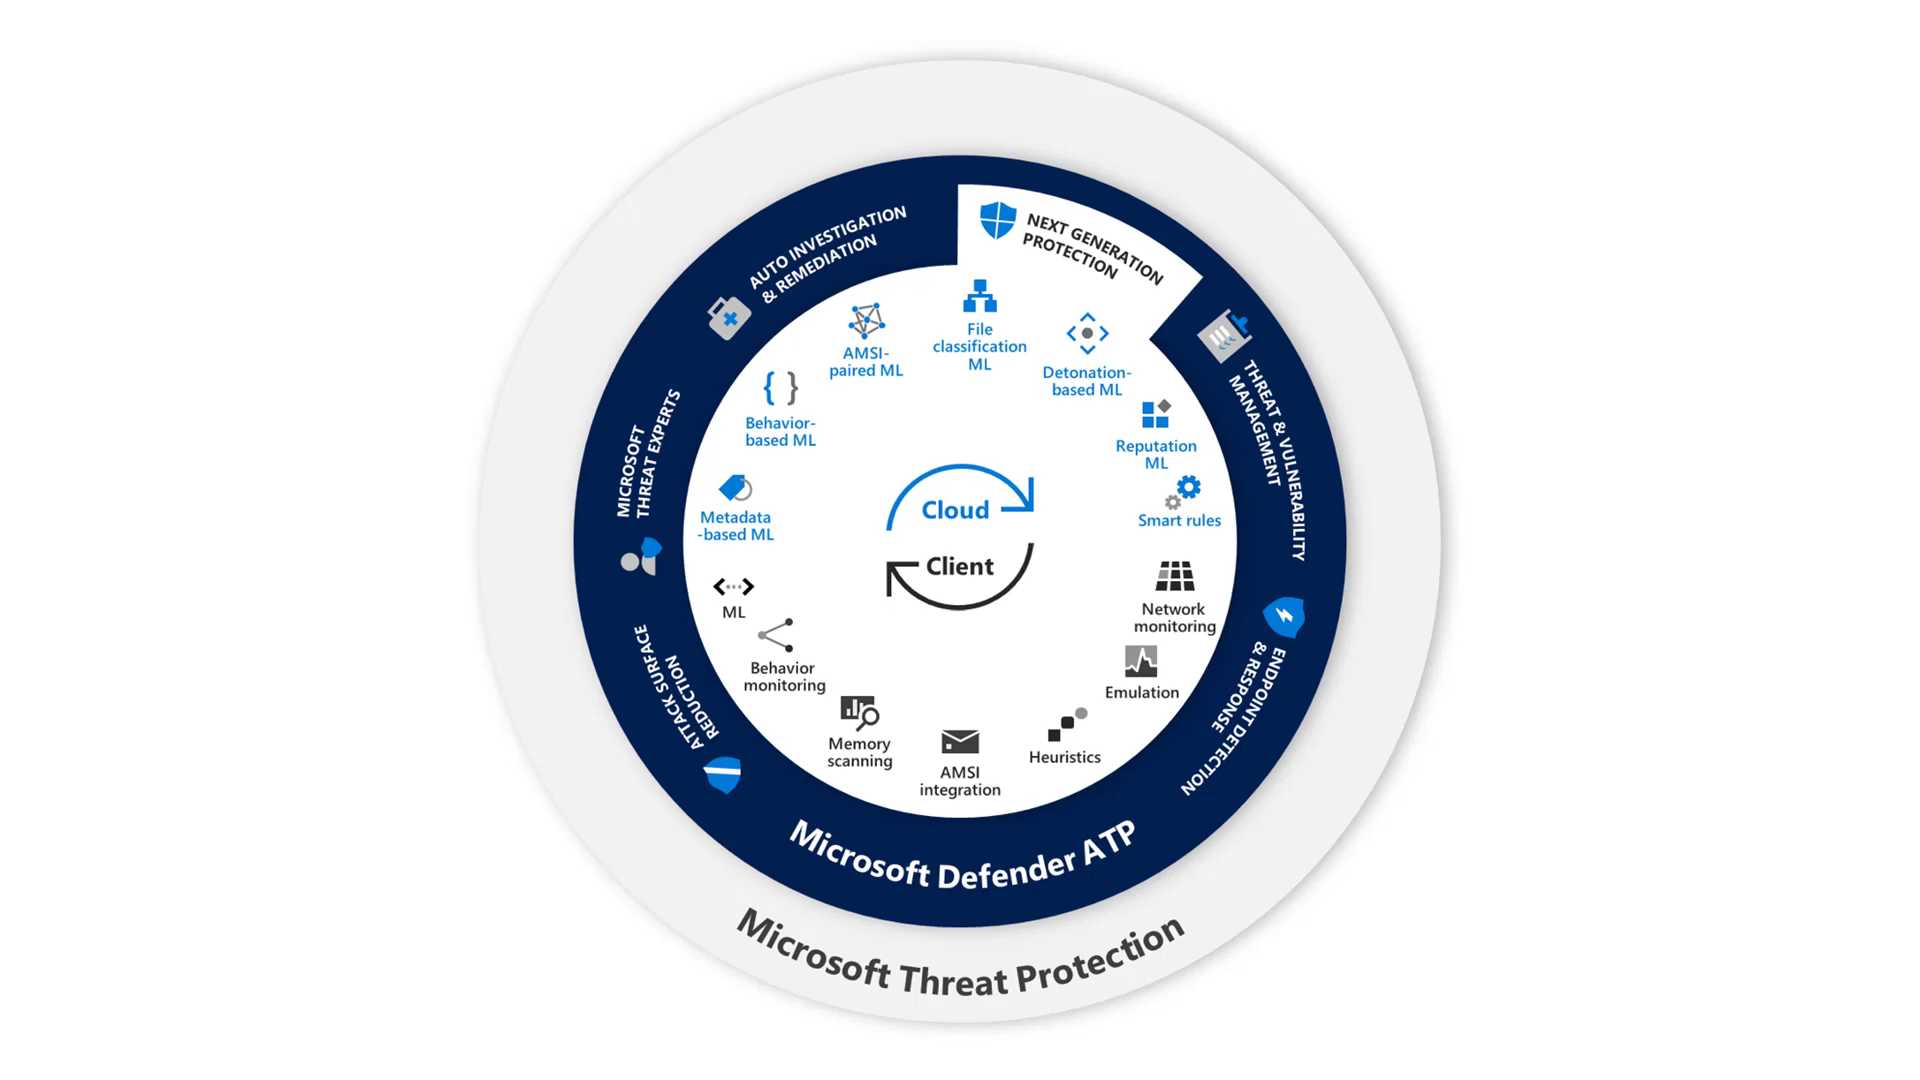 NEXT GENERATION
PROTECTION
THREAT & VULNERABILITY
MANAGEMENT
ENDPOINT DETECTION
& RESPONSE
ATTACK SURFACE
REDUCTION
MICROSOFT
THREAT EXPERTS
AUTO INVESTIGATION
& REMEDIATION
File
classification
ML
Detonation-
based ML
Reputation
ML
Smart rules
Network
monitoring
Emulation
Heuristics
AMSI
integration
Memory
scanning
Behavior
monitoring
ML
Metadata
-based ML
Behavior-
based ML
AMSI-
paired ML
Cloud
Client
Microsoft Defender ATP
Microsoft Threat Protection